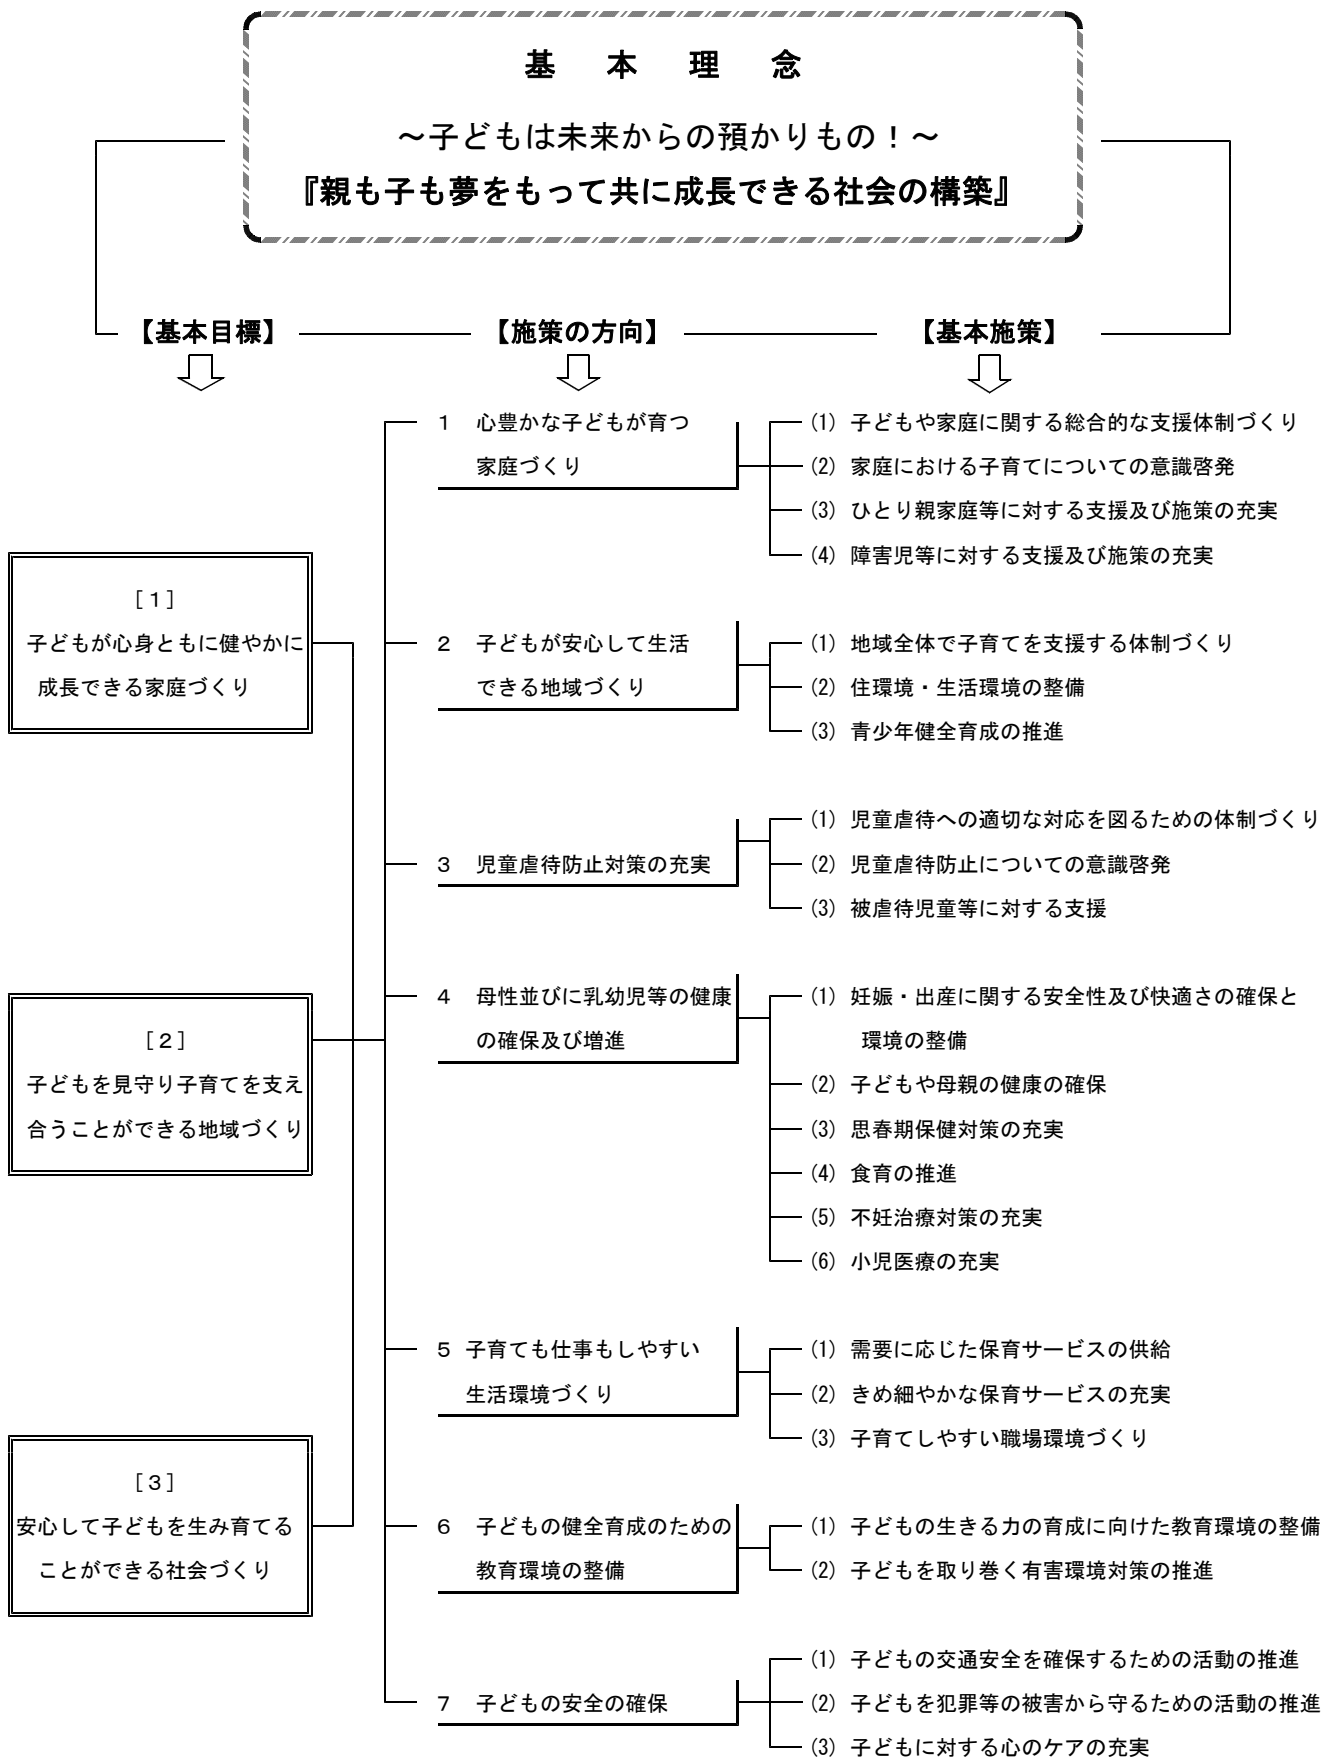 基本理念
～子どもは未来からの預かりもの！～
『親も子も夢をもって共に成長できる社会の構築』
【基本目標】
【施策の方向】
【基本施策】
［１］
子どもが心身ともに健やかに
成長できる家庭づくり
［２］
子どもを見守り子育てを支え
合うことができる地域づくり
［３］
安心して子どもを生み育てる
ことができる社会づくり
１　心豊かな子どもが育つ
家庭づくり
(1) 子どもや家庭に関する総合的な支援体制づくり
(2) 家庭における子育てについての意識啓発
(3) ひとり親家庭等に対する支援及び施策の充実
(4) 障害児等に対する支援及び施策の充実
２　子どもが安心して生活
できる地域づくり
(1) 地域全体で子育てを支援する体制づくり
(2) 住環境・生活環境の整備
(3) 青少年健全育成の推進
３　児童虐待防止対策の充実
(1) 児童虐待への適切な対応を図るための体制づくり
(2) 児童虐待防止についての意識啓発
(3) 被虐待児童等に対する支援
４　母性並びに乳幼児等の健康
の確保及び増進
(1) 妊娠・出産に関する安全性及び快適さの確保と
環境の整備
(2) 子どもや母親の健康の確保
(3) 思春期保健対策の充実
(4) 食育の推進
(5) 不妊治療対策の充実
(6) 小児医療の充実
５ 子育ても仕事もしやすい
生活環境づくり
(1) 需要に応じた保育サービスの供給
(2) きめ細やかな保育サービスの充実
(3) 子育てしやすい職場環境づくり
６　子どもの健全育成のための
教育環境の整備
(1) 子どもの生きる力の育成に向けた教育環境の整備
(2) 子どもを取り巻く有害環境対策の推進
７　子どもの安全の確保
(1) 子どもの交通安全を確保するための活動の推進
(2) 子どもを犯罪等の被害から守るための活動の推進
(3) 子どもに対する心のケアの充実